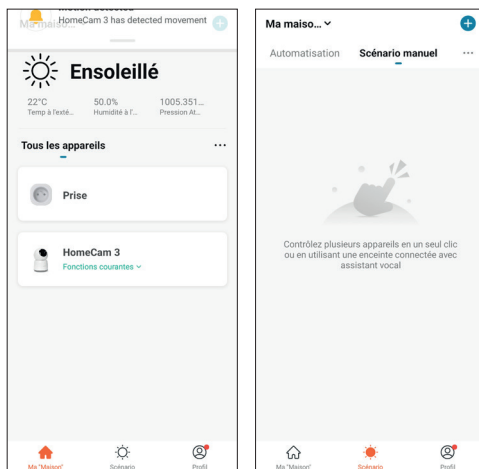 HomeCam 3 has detected movement
Ensoleillé
22°C 50.0% 1005.351...
Temp à l'exté... Humidité à l'... Pression At...
Tous les appareils
Prise
HomeCam 3
Fonctions courantes
Ma "Maison" Scénario Profil
Ma maiso...
Automatisation Scénario manuel
Contrôlez plusieurs appareils en un seul clic
ou en utilisant une enceinte connectée avec
assistant vocal
Ma "Maison" Scénario Profil